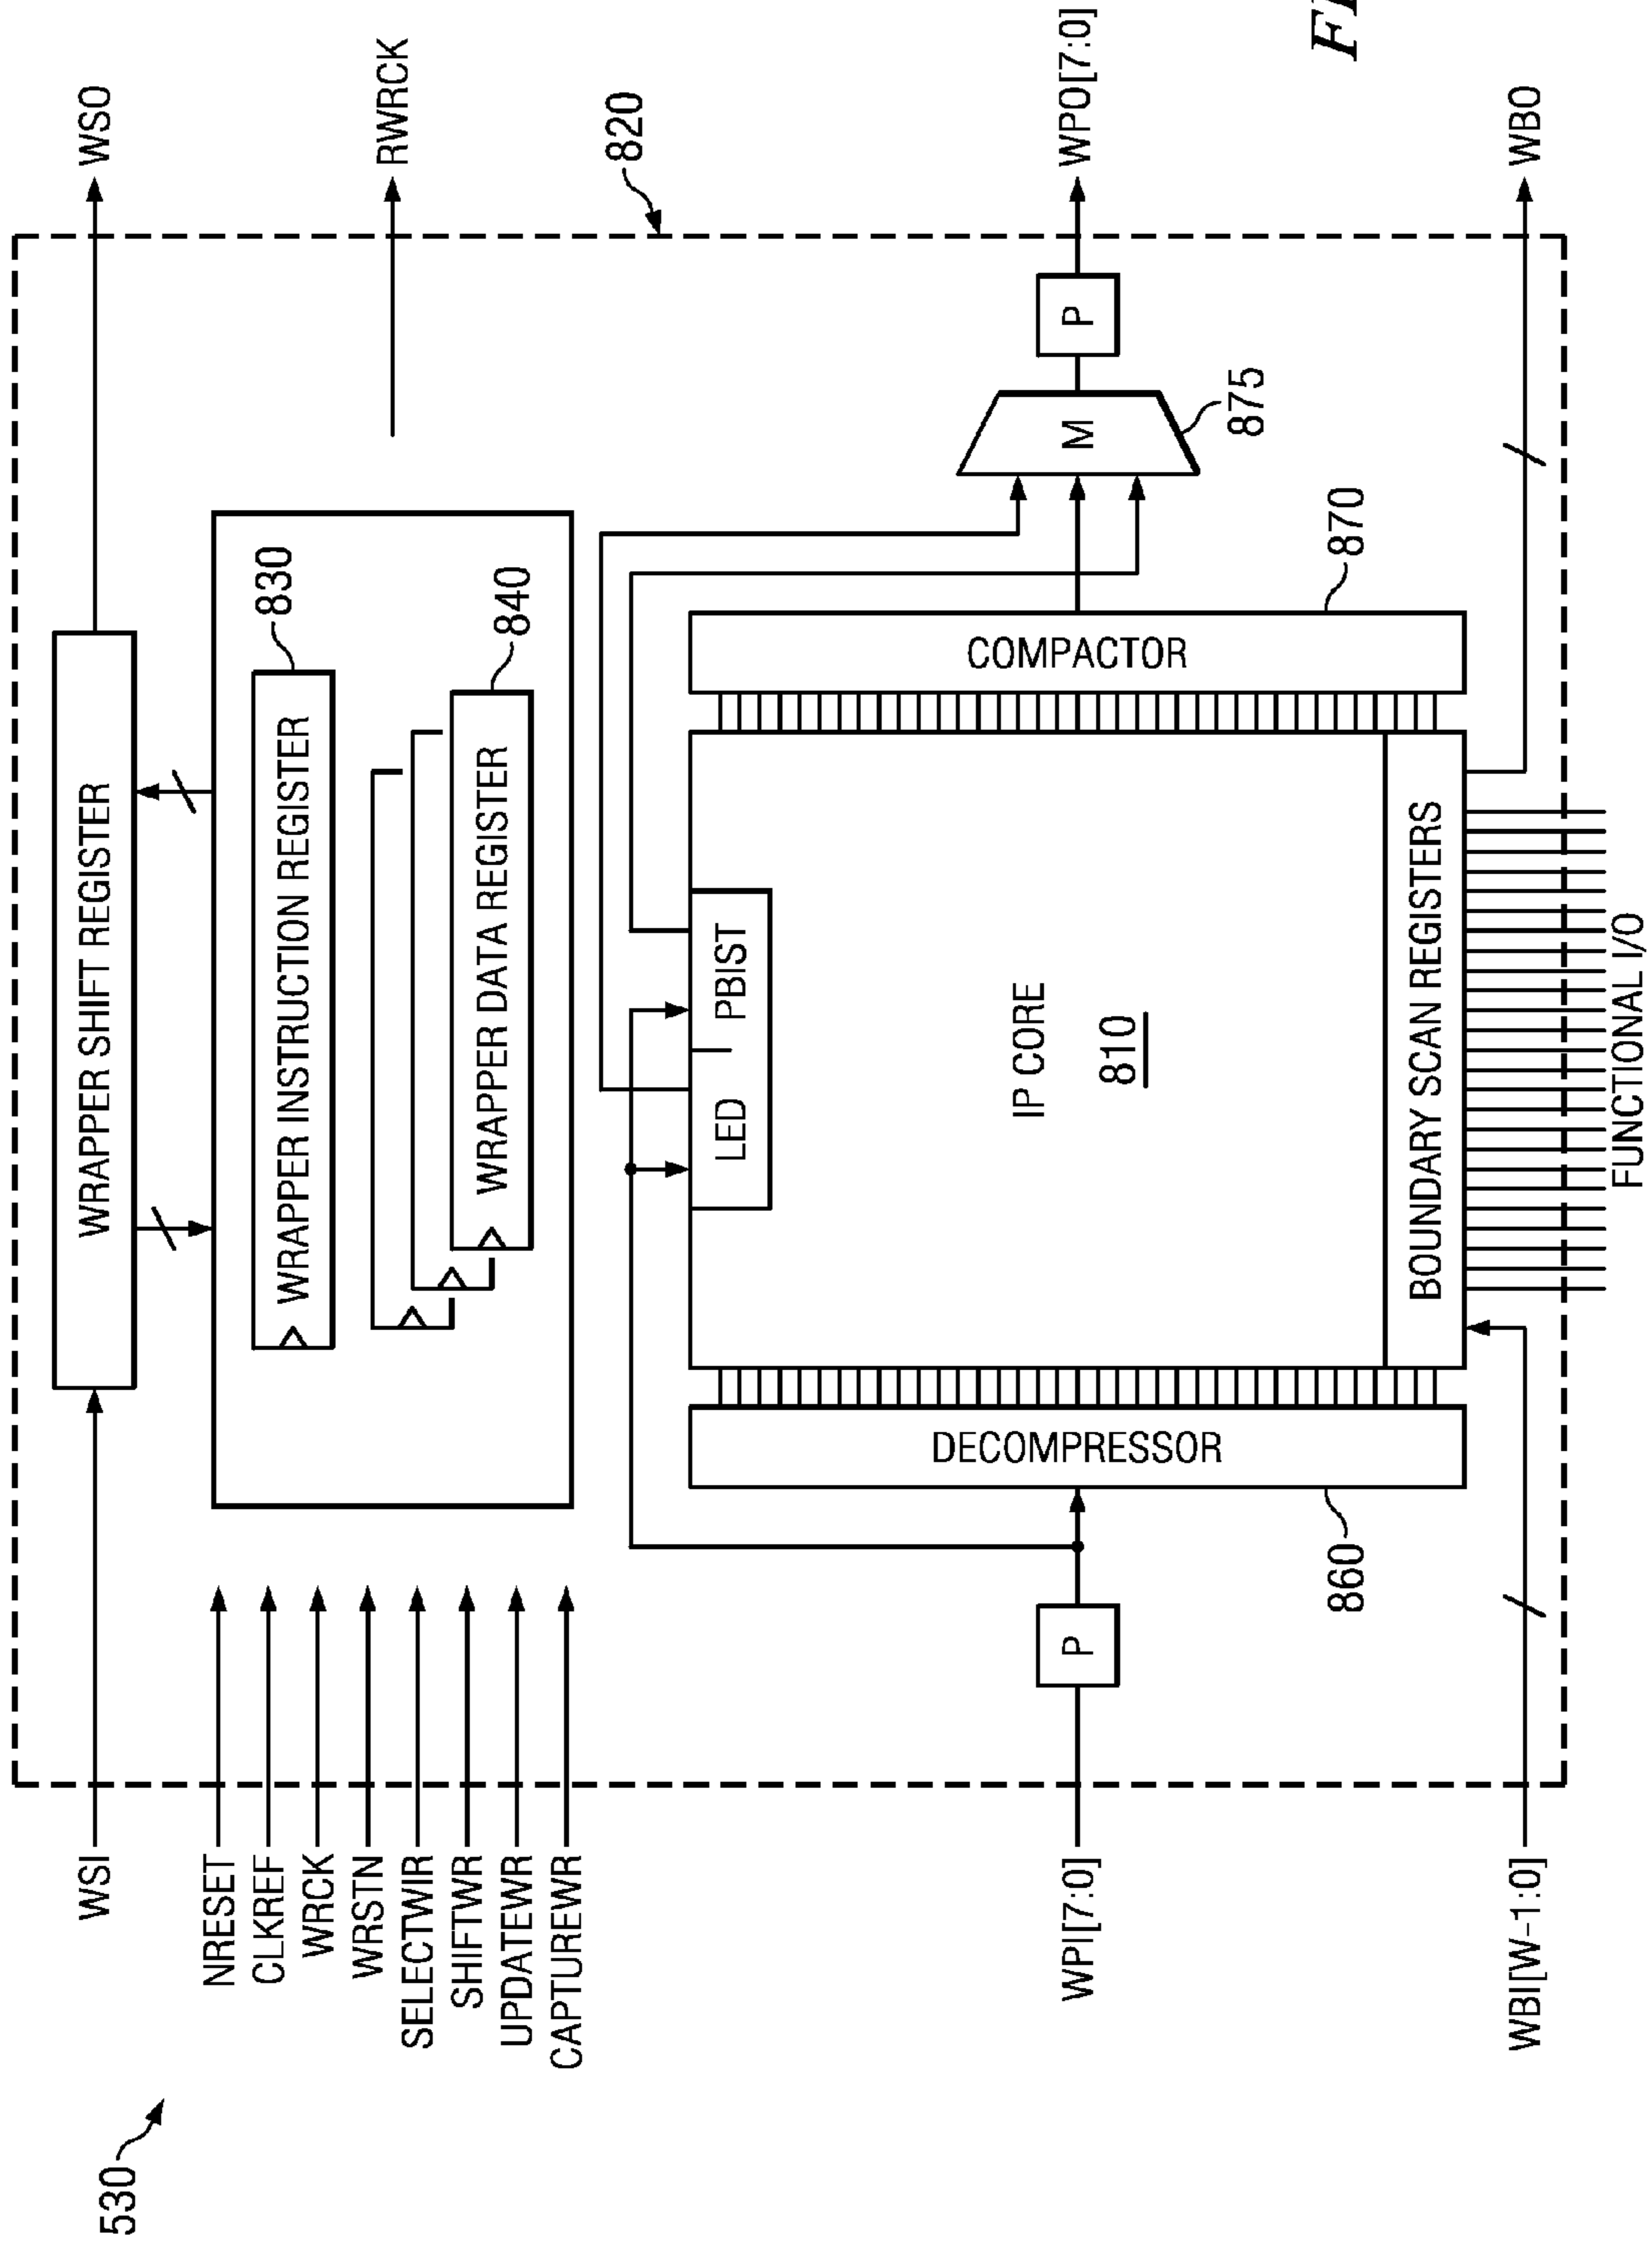 530
WSI
WRAPPER SHIFT REGISTER
WSO
NRESET
CLKREF
WRCK
WRSTN
SELECTWIR
SHIFTWR
UPDATEWR
CAPTUREWR
WRAPPER INSTRUCTION REGISTER
830
WRAPPER DATA REGISTER
840
RWRCK
820
LED
PBIST
WPI[7:0]
P
DECOMPRESSOR
860
IP CORE
810
COMPACTOR
870
M
875
P
WPO[7:0]
BOUNDARY SCAN REGISTERS
WBI[W-1:0]
WBO
FUNCTIONAL I/O